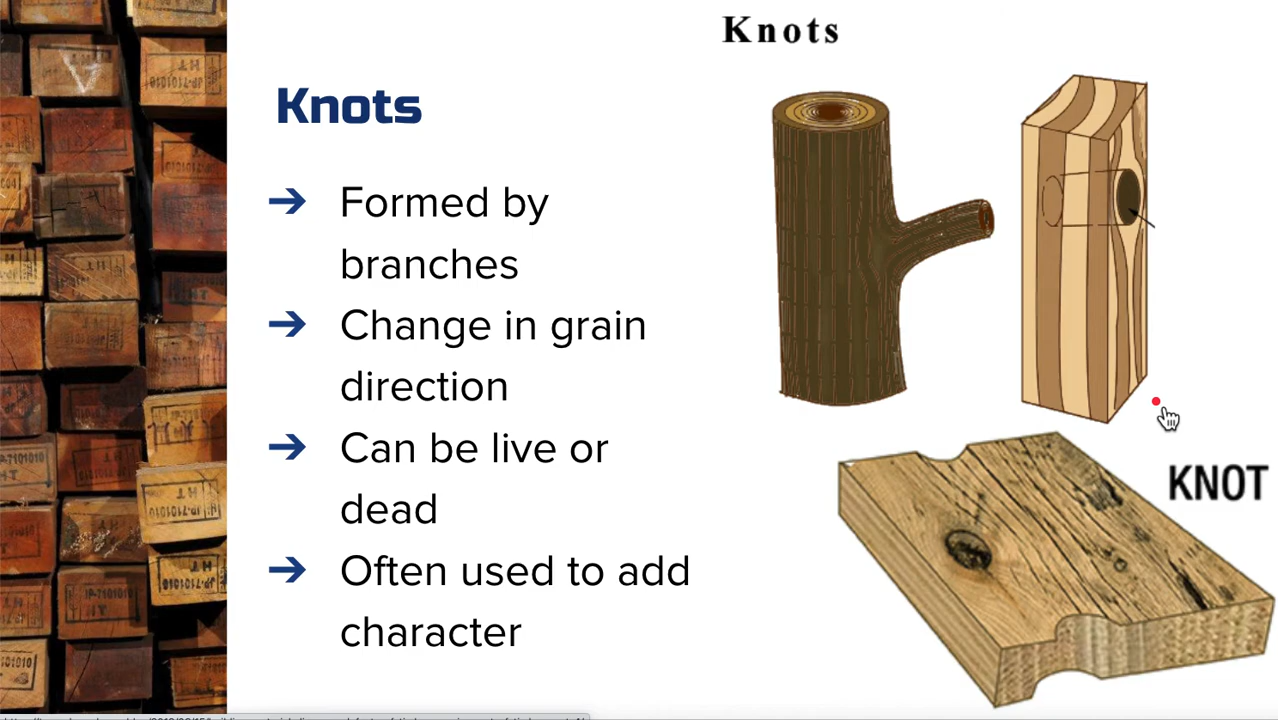 Knots
Knots
➔ Formed by
branches
➔ Change in grain
direction
➔ Can be live or
dead
➔ Often used to add
character
KNOT